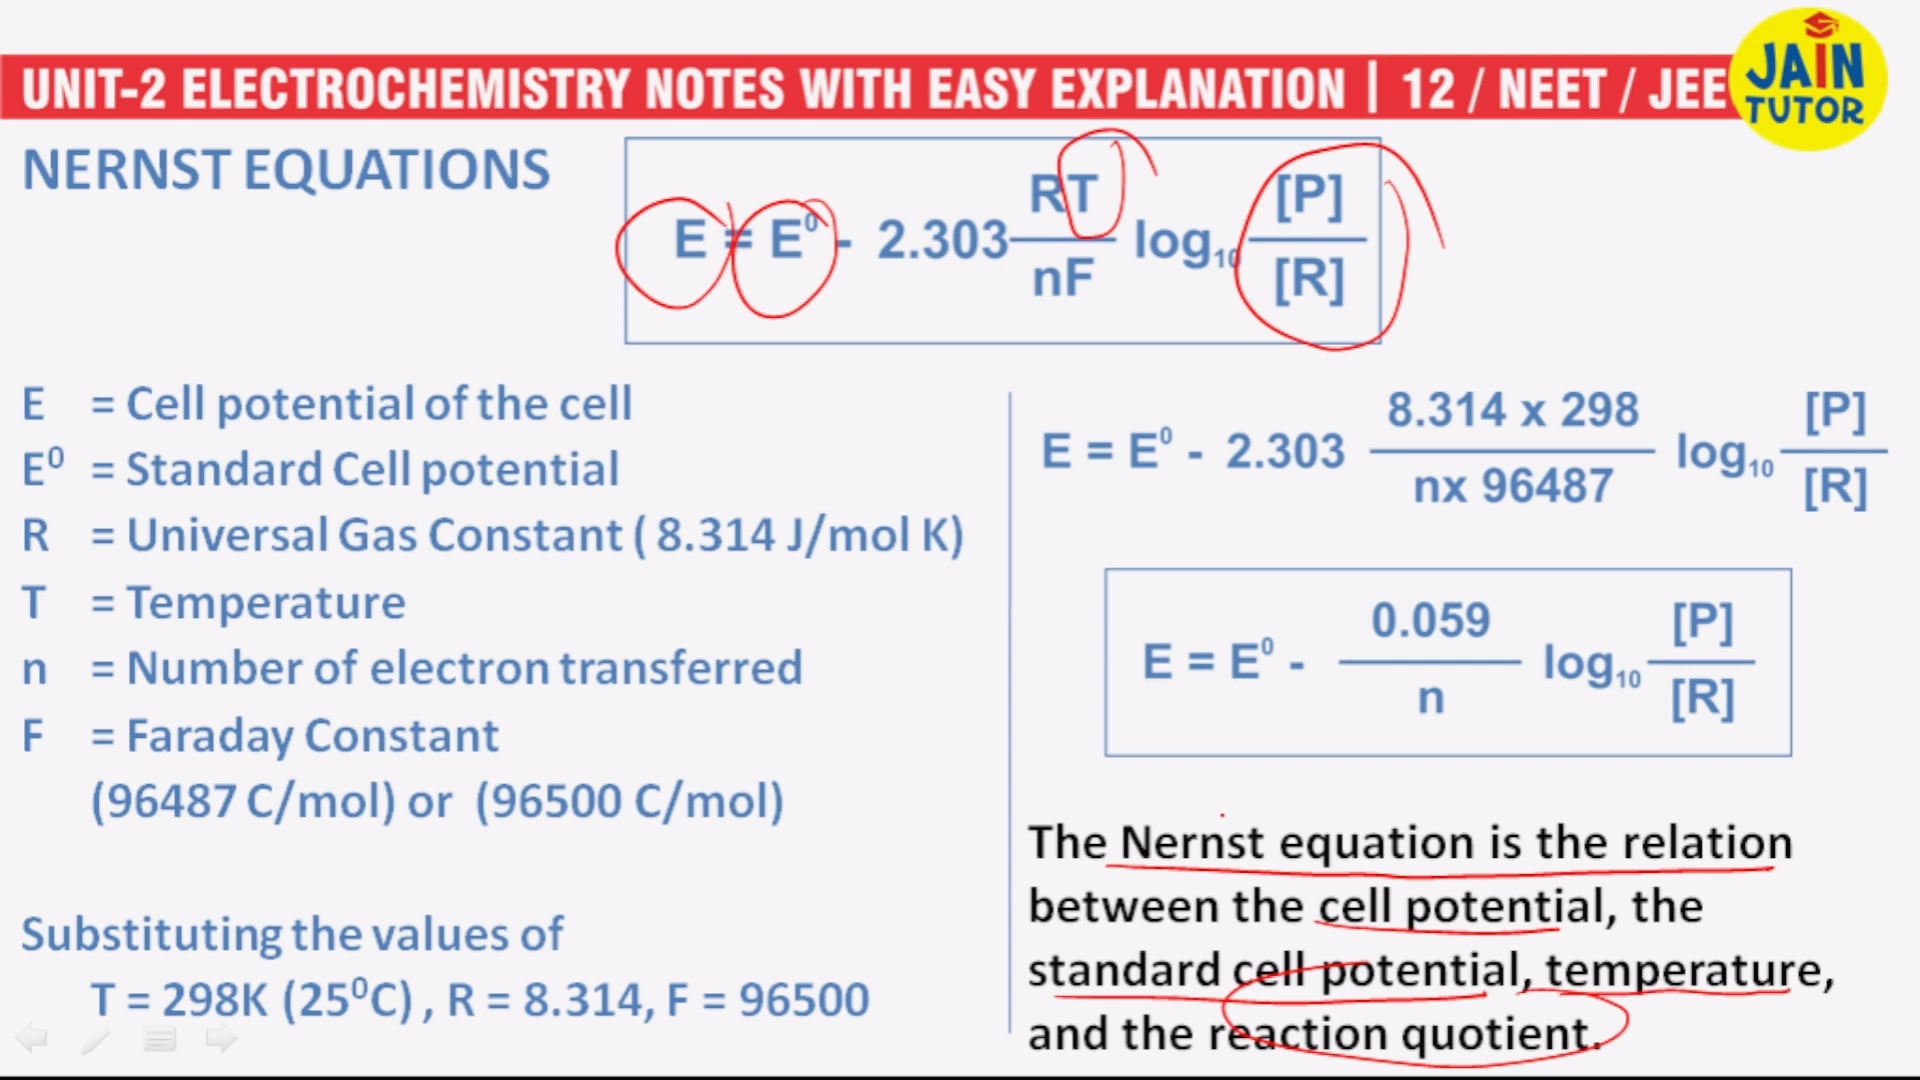 UNIT-2 ELECTROCHEMISTRY NOTES WITH EASY EXPLANATION | 12 / NEET / JEE
JAIN
TUTOR
NERNST EQUATIONS
E = E⁰ - 2.303 RT/nF log₁₀ [P]/[R]
E = Cell potential of the cell
E⁰ = Standard Cell potential
R = Universal Gas Constant ( 8.314 J/mol K)
T = Temperature
n = Number of electron transferred
F = Faraday Constant
(96487 C/mol) or (96500 C/mol)
Substituting the values of
T = 298K (25⁰C) , R = 8.314, F = 96500
E = E⁰ - 2.303 8.314 x 298/nx 96487 log₁₀ [P]/[R]
E = E⁰ - 0.059/n log₁₀ [P]/[R]
The Nernst equation is the relation
between the cell potential, the
standard cell potential, temperature,
and the reaction quotient.